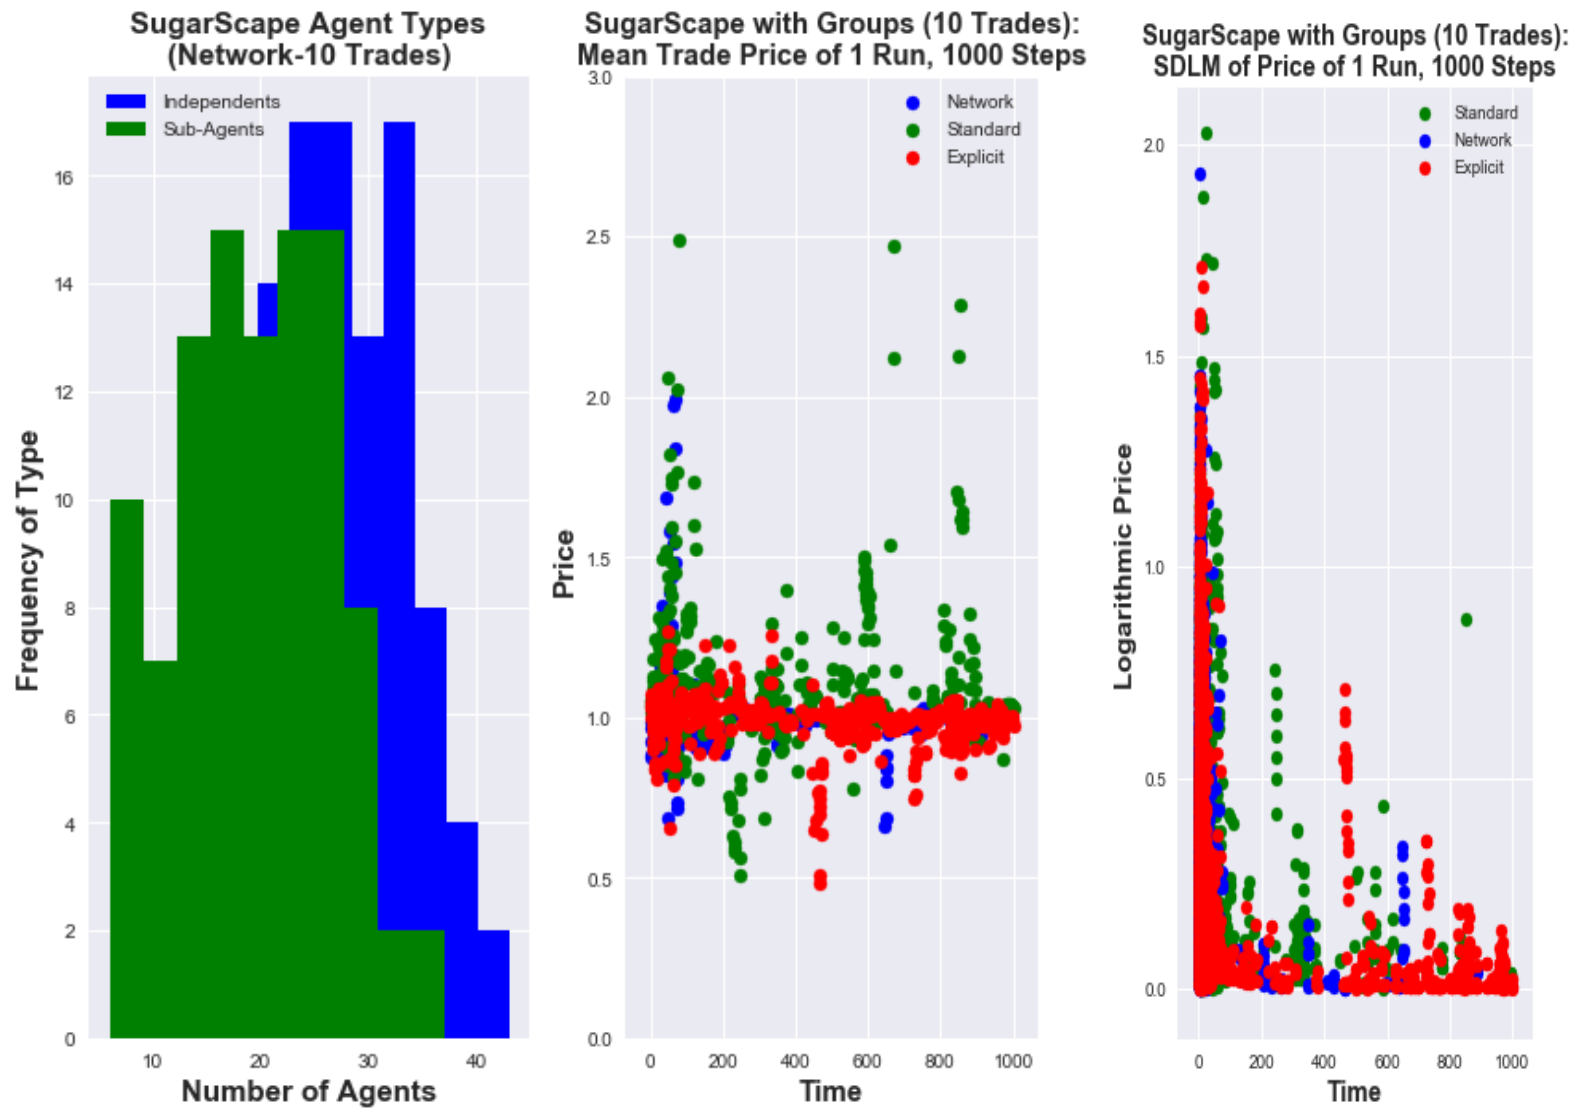 SugarScape Agent Types
(Network-10 Trades)
Independents
Sub-Agents
Frequency of Type
16
14
12
10
8
6
4
2
0
10
20
30
40
Number of Agents
SugarScape with Groups (10 Trades):
Mean Trade Price of 1 Run, 1000 Steps
Network
Standard
Explicit
Price
3.0
2.5
2.0
1.5
1.0
0.5
0.0
0
200
400
600
800
1000
Time
SugarScape with Groups (10 Trades):
SDLM of Price of 1 Run, 1000 Steps
Standard
Network
Explicit
Logarithmic Price
2.0
1.5
1.0
0.5
0.0
0
200
400
600
800
1000
Time